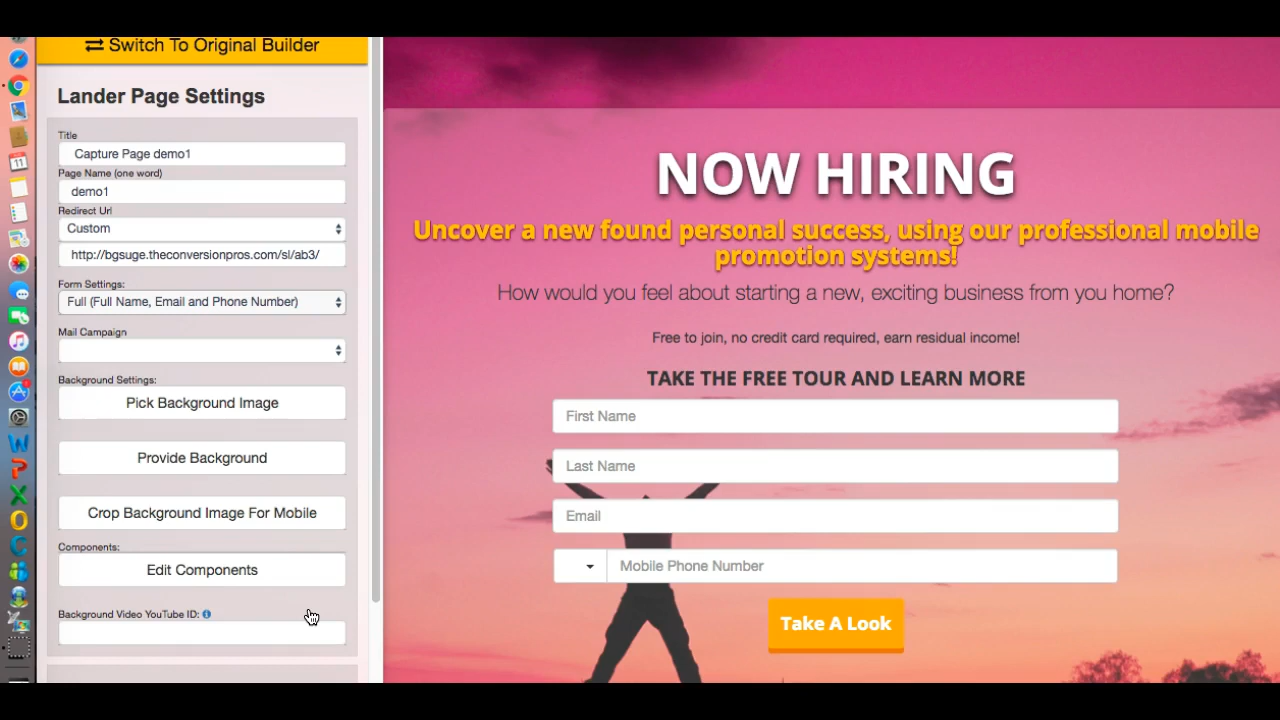 Switch To Original Builder
Lander Page Settings
Title
Capture Page demo1
Page Name (one word)
demo1
Redirect Url
Custom
http://bgsuge.theconversionpros.com/sl/ab3/
Form Settings:
Full (Full Name, Email and Phone Number)
Mail Campaign
Background Settings:
Pick Background Image
Provide Background
Crop Background Image For Mobile
Components:
Edit Components
Background Video YouTube ID:
NOW HIRING
Uncover a new found personal success, using our professional mobile
promotion systems!
How would you feel about starting a new, exciting business from you home?
Free to join, no credit card required, earn residual income!
TAKE THE FREE TOUR AND LEARN MORE
First Name
Last Name
Email
Mobile Phone Number
Take A Look
11